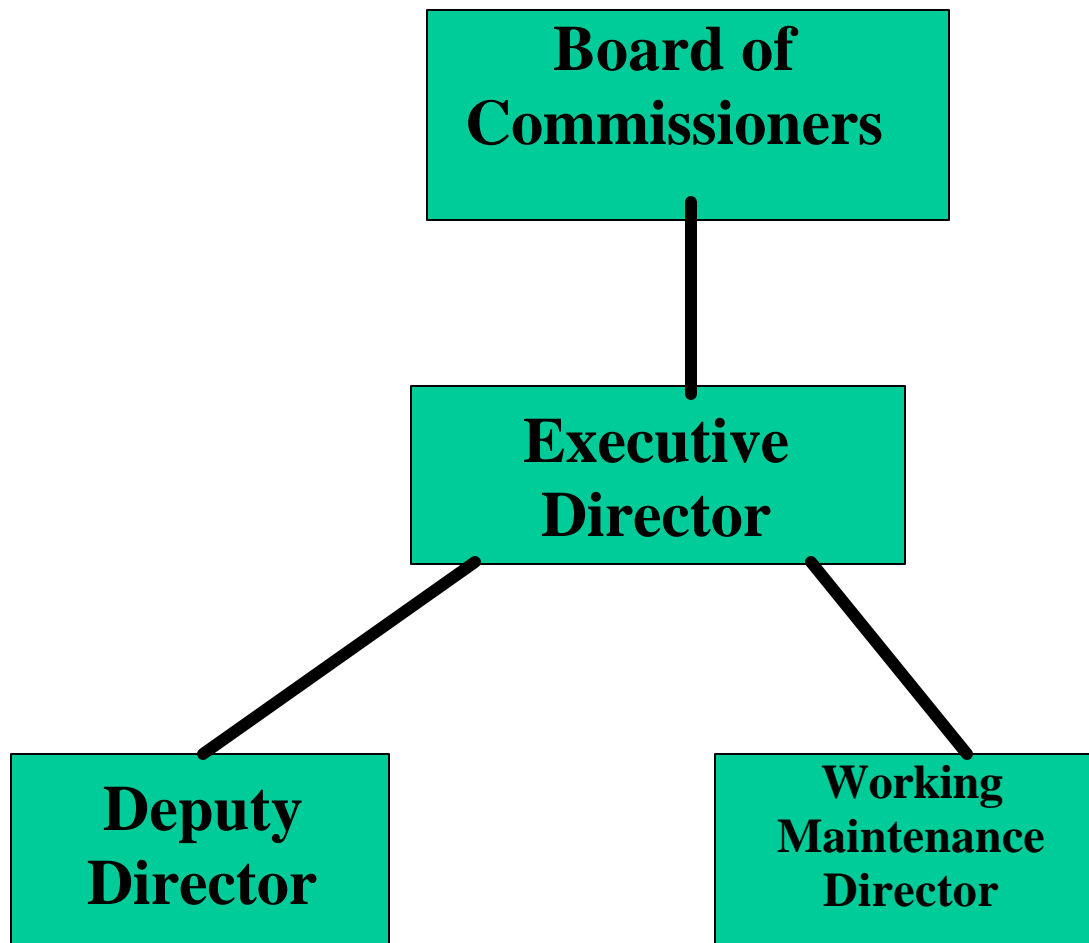 Board of
Commissioners
Executive
Director
Deputy
Director
Working
Maintenance
Director